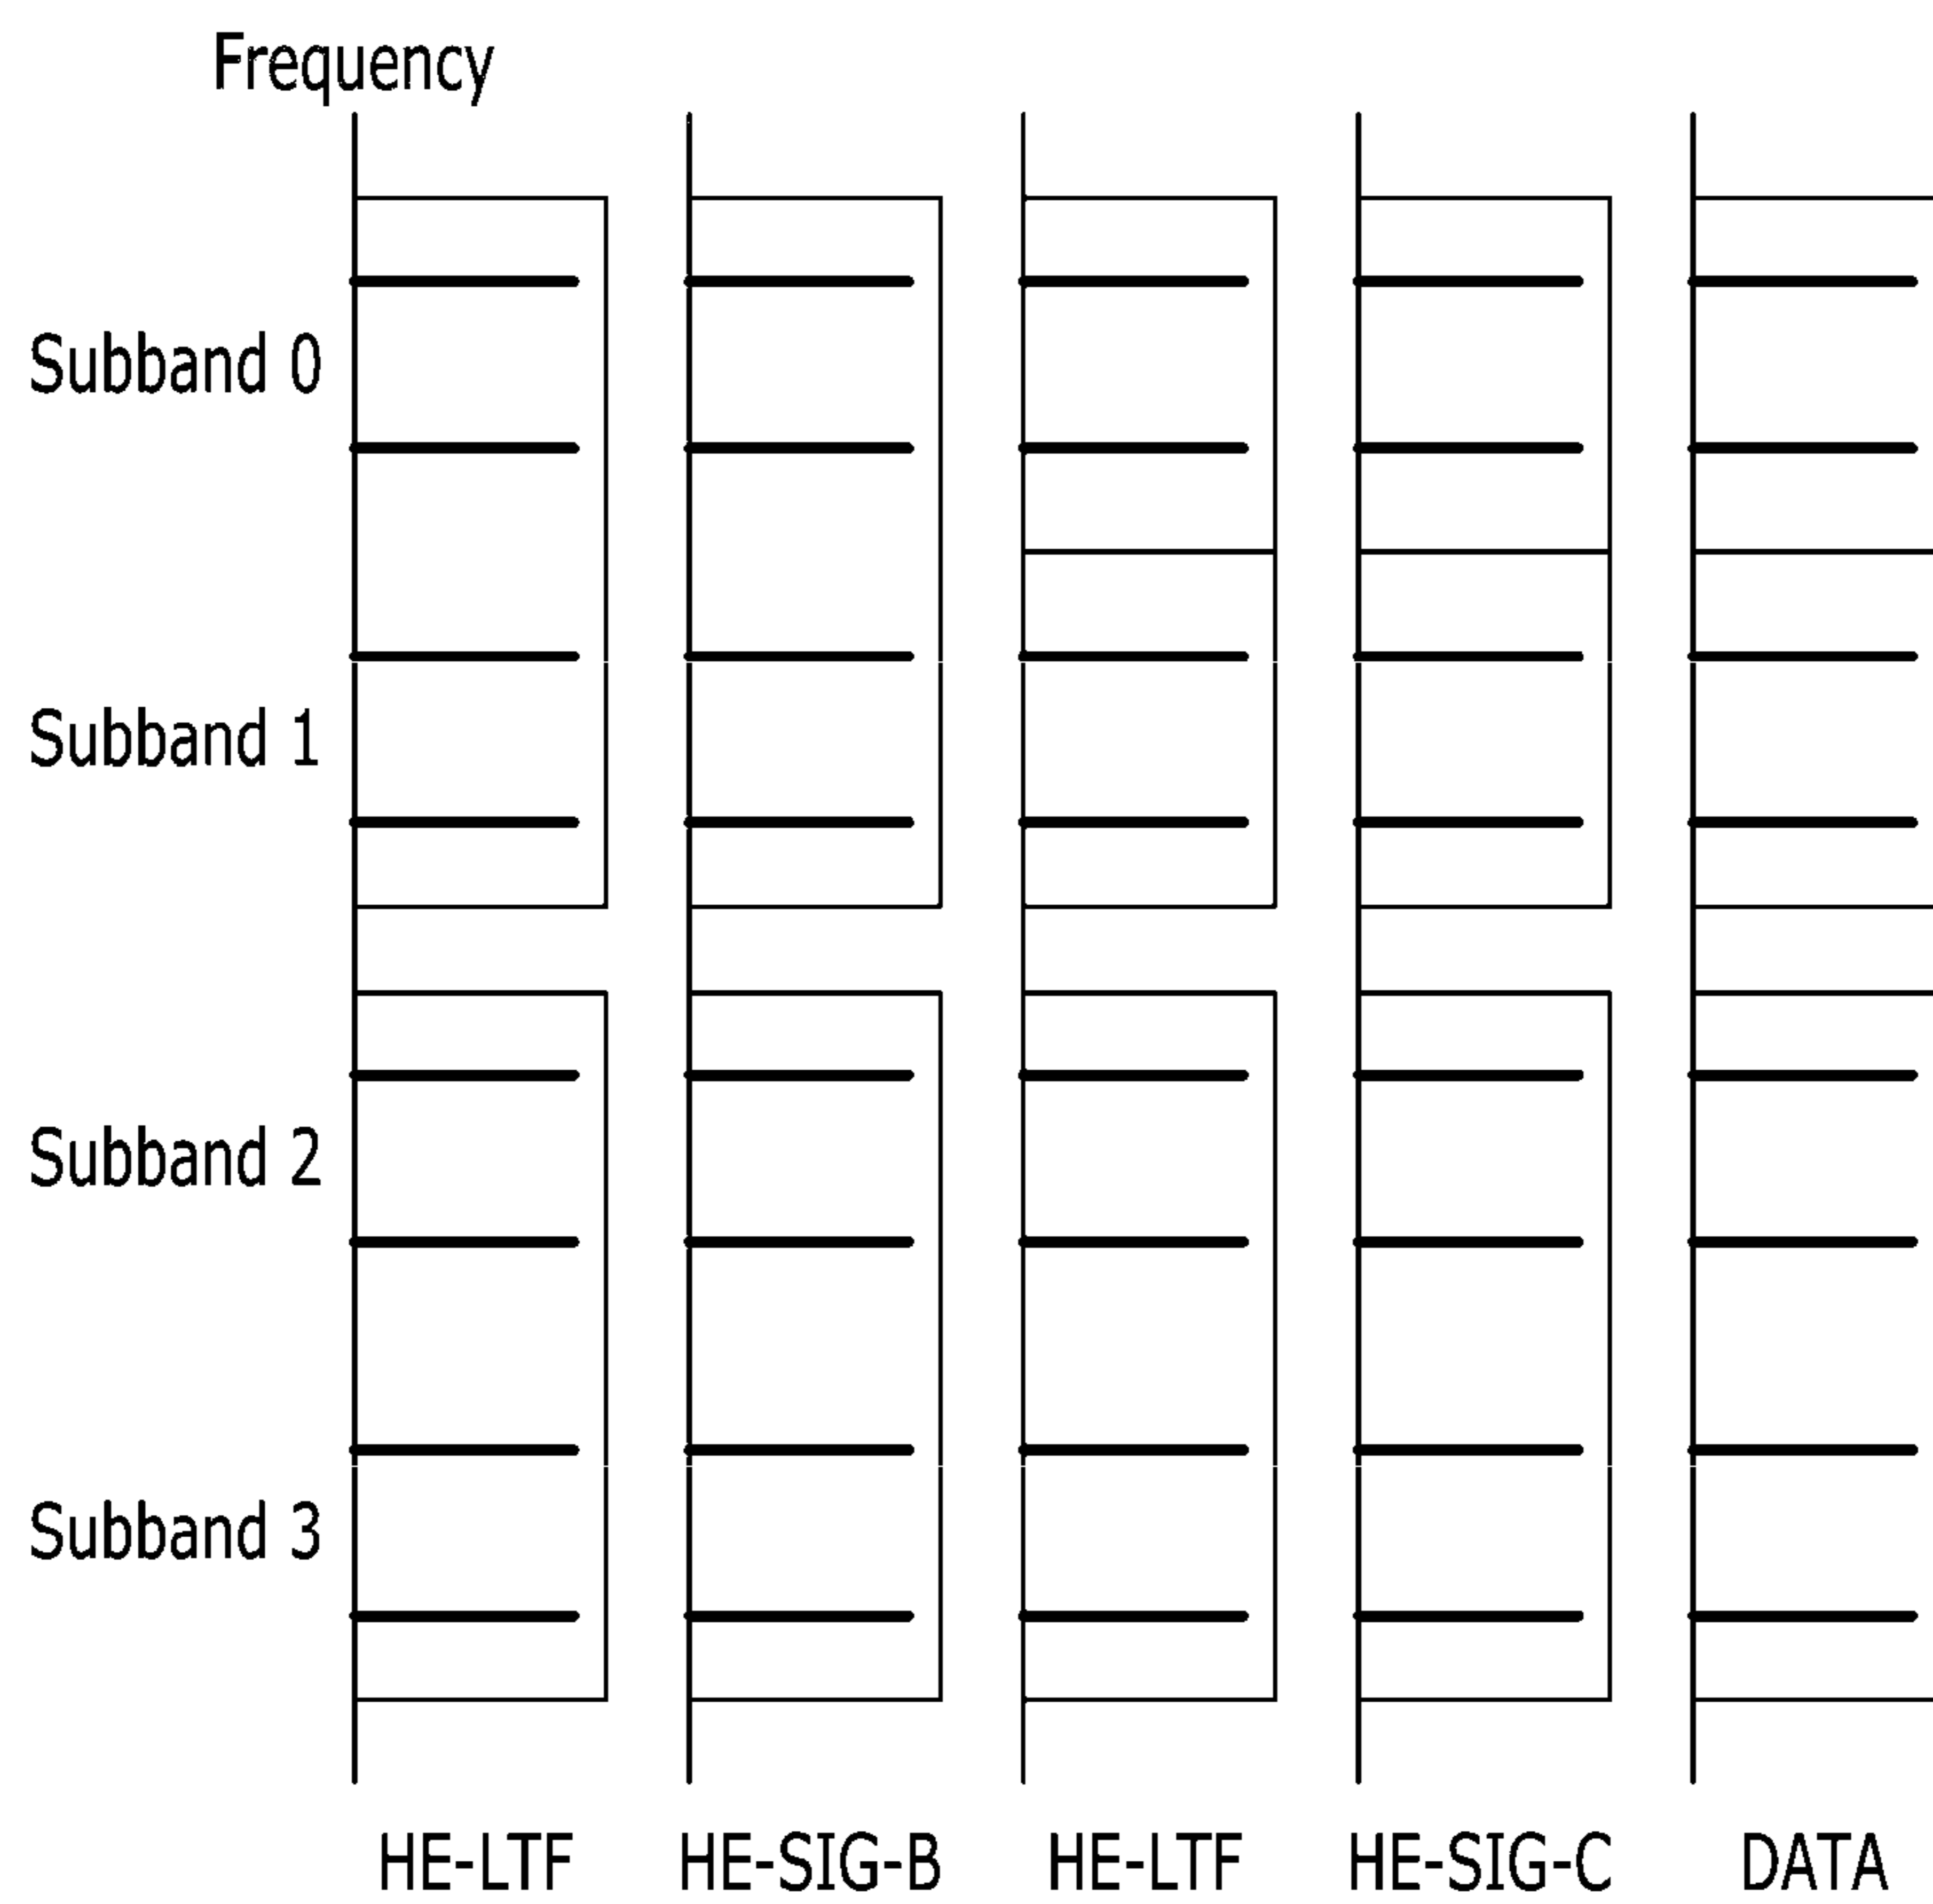 Frequency
Subband 0
Subband 1
Subband 2
Subband 3
HE-LTF HE-SIG-B HE-LTF HE-SIG-C DATA